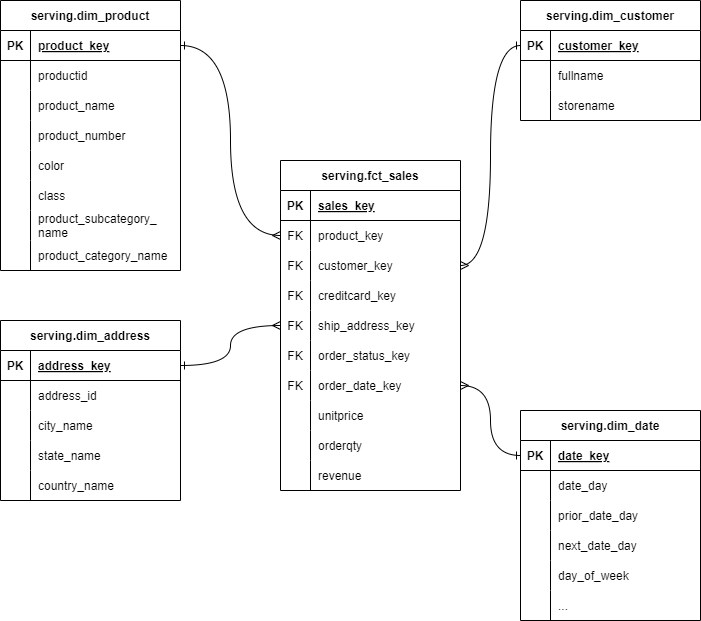 serving.dim_product
PK product_key
productid
product_name
product_number
color
class
product_subcategory_
name
product_category_name
serving.dim_customer
PK customer_key
fullname
storename
serving.fct_sales
PK sales_key
FK product_key
FK customer_key
FK creditcard_key
FK ship_address_key
FK order_status_key
FK order_date_key
unitprice
orderqty
revenue
serving.dim_address
PK address_key
address_id
city_name
state_name
country_name
serving.dim_date
PK date_key
date_day
prior_date_day
next_date_day
day_of_week
...